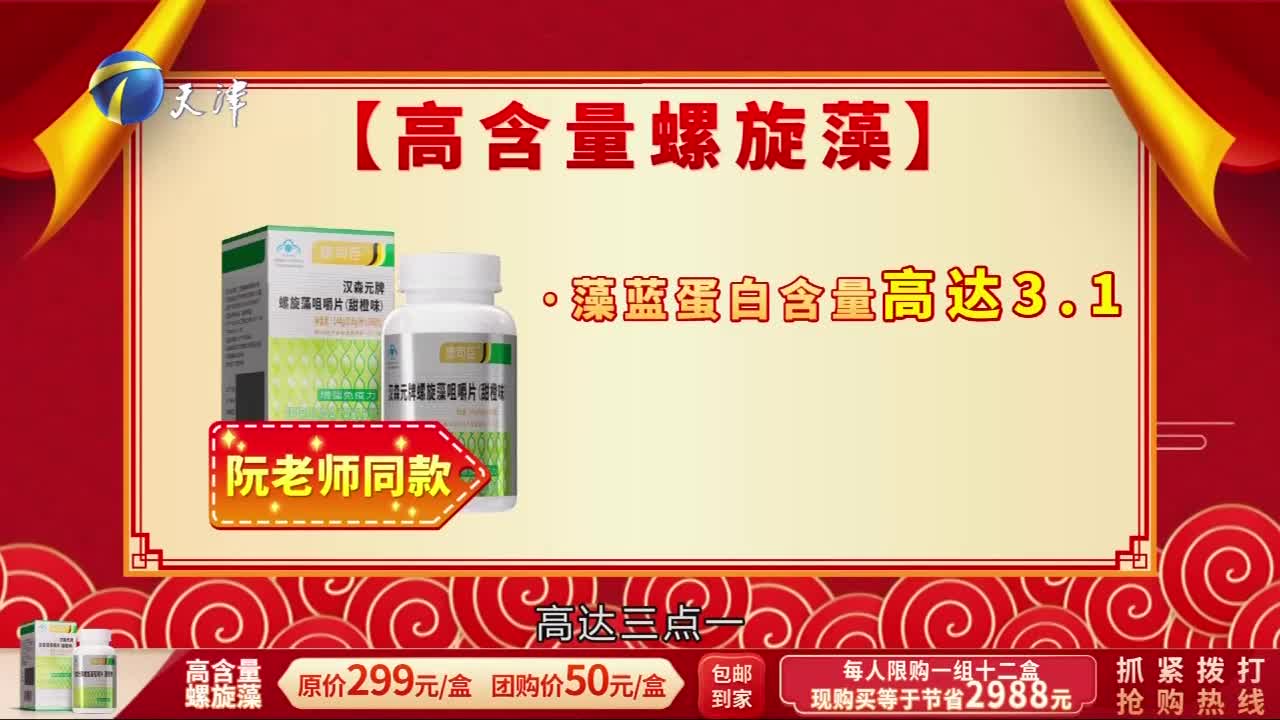 天津
【高含量螺旋藻】
汉森元牌
螺旋藻咀嚼片(甜橙味)
增强免疫力
汉森元牌螺旋藻咀嚼片(甜橙味
·藻蓝蛋白含量高达3.1
阮老师同款
高达三点一
高含量
螺旋藻
原价299元/盒 团购价50元/盒
包邮
到家
每人限购一组十二盒
现购买等于节省2988元
抓紧拨打
抢购热线